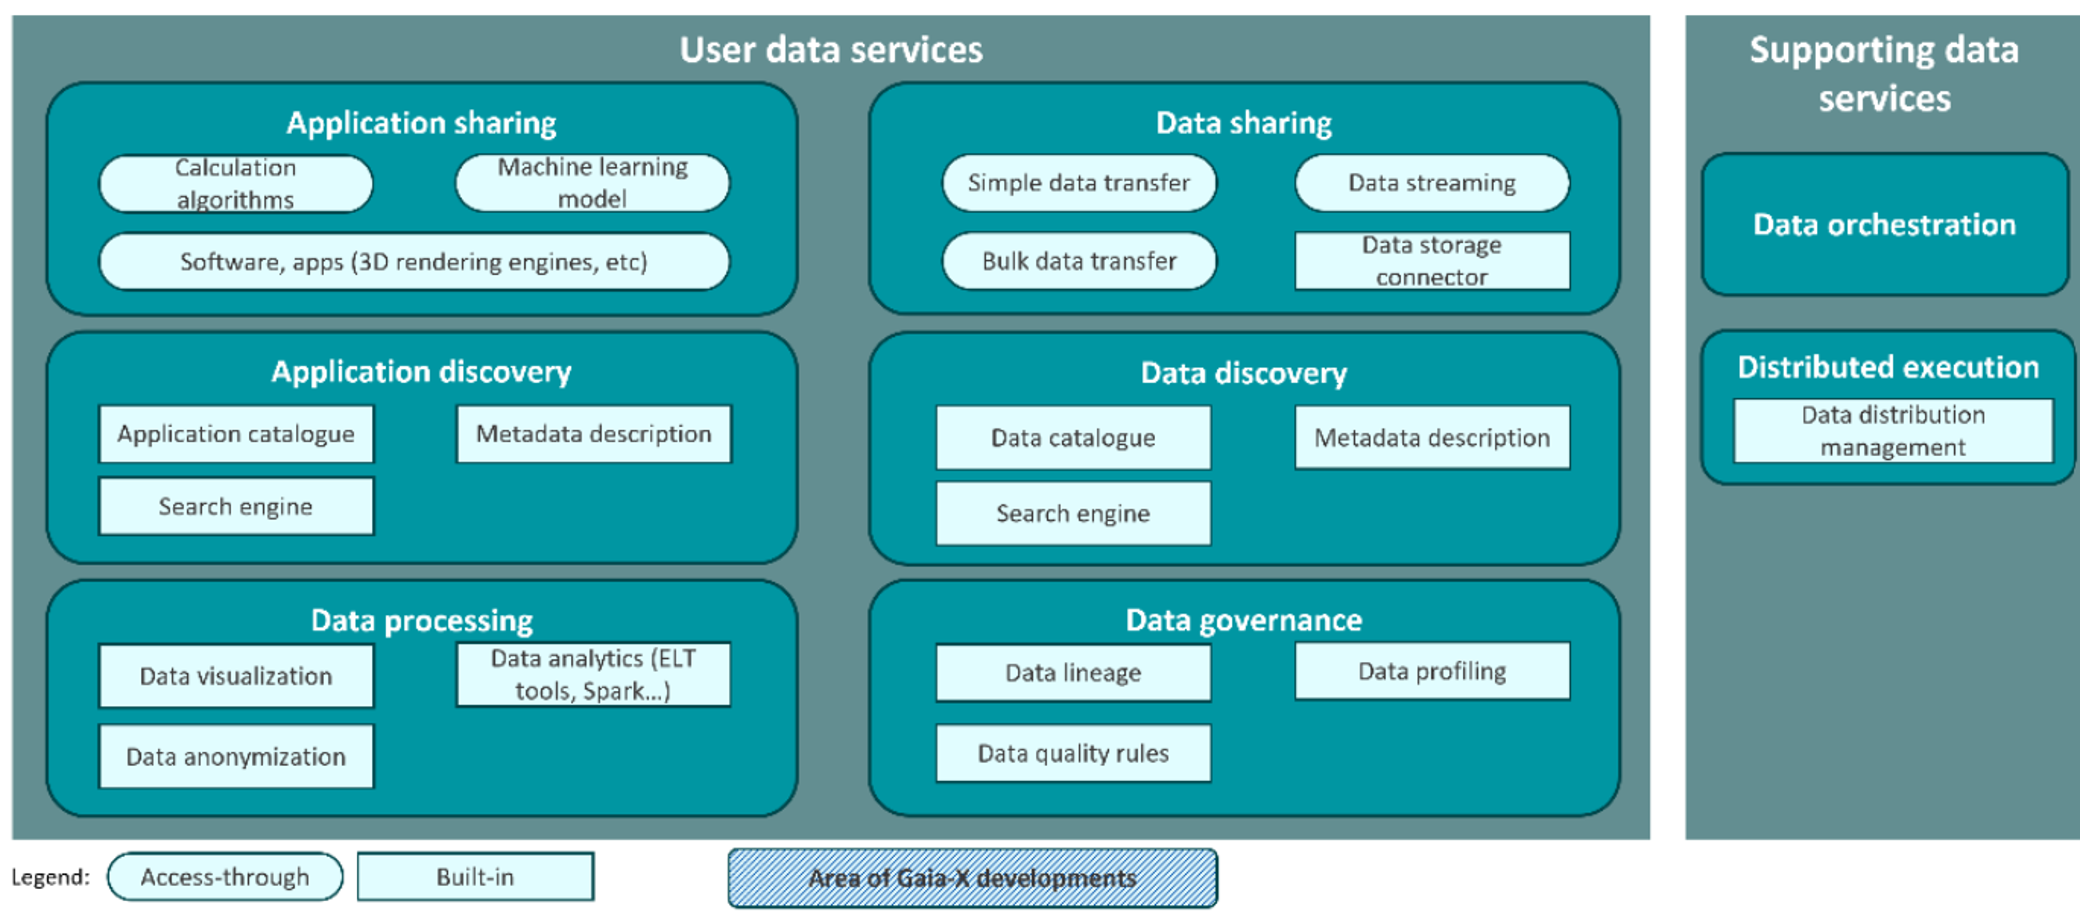 User data services
Application sharing
Calculation
algorithms
Machine learning
model
Software, apps (3D rendering engines, etc)
Data sharing
Simple data transfer
Data streaming
Bulk data transfer
Data storage
connector
Application discovery
Application catalogue
Metadata description
Search engine
Data discovery
Data catalogue
Metadata description
Search engine
Data processing
Data visualization
Data analytics (ELT
tools, Spark...)
Data anonymization
Data governance
Data lineage
Data profiling
Data quality rules
Supporting data
services
Data orchestration
Distributed execution
Data distribution
management
Legend:
Access-through
Built-in
Area of Gaia-X developments